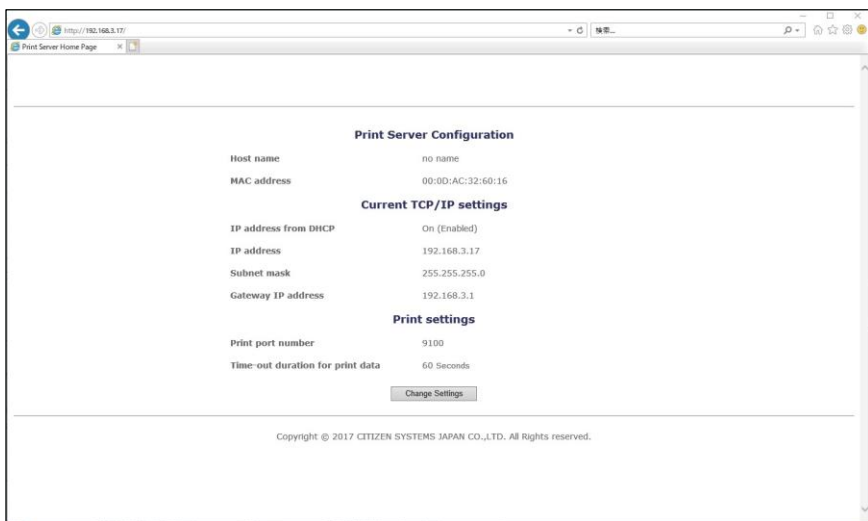 http://192.168.3.17/
検索...
Print Server Home Page
Print Server Configuration
Host name no name
MAC address 00:0D:AC:32:60:16
Current TCP/IP settings
IP address from DHCP On (Enabled)
IP address 192.168.3.17
Subnet mask 255.255.255.0
Gateway IP address 192.168.3.1
Print settings
Print port number 9100
Time-out duration for print data 60 Seconds
Change Settings
Copyright © 2017 CITIZEN SYSTEMS JAPAN CO.,LTD. All Rights reserved.